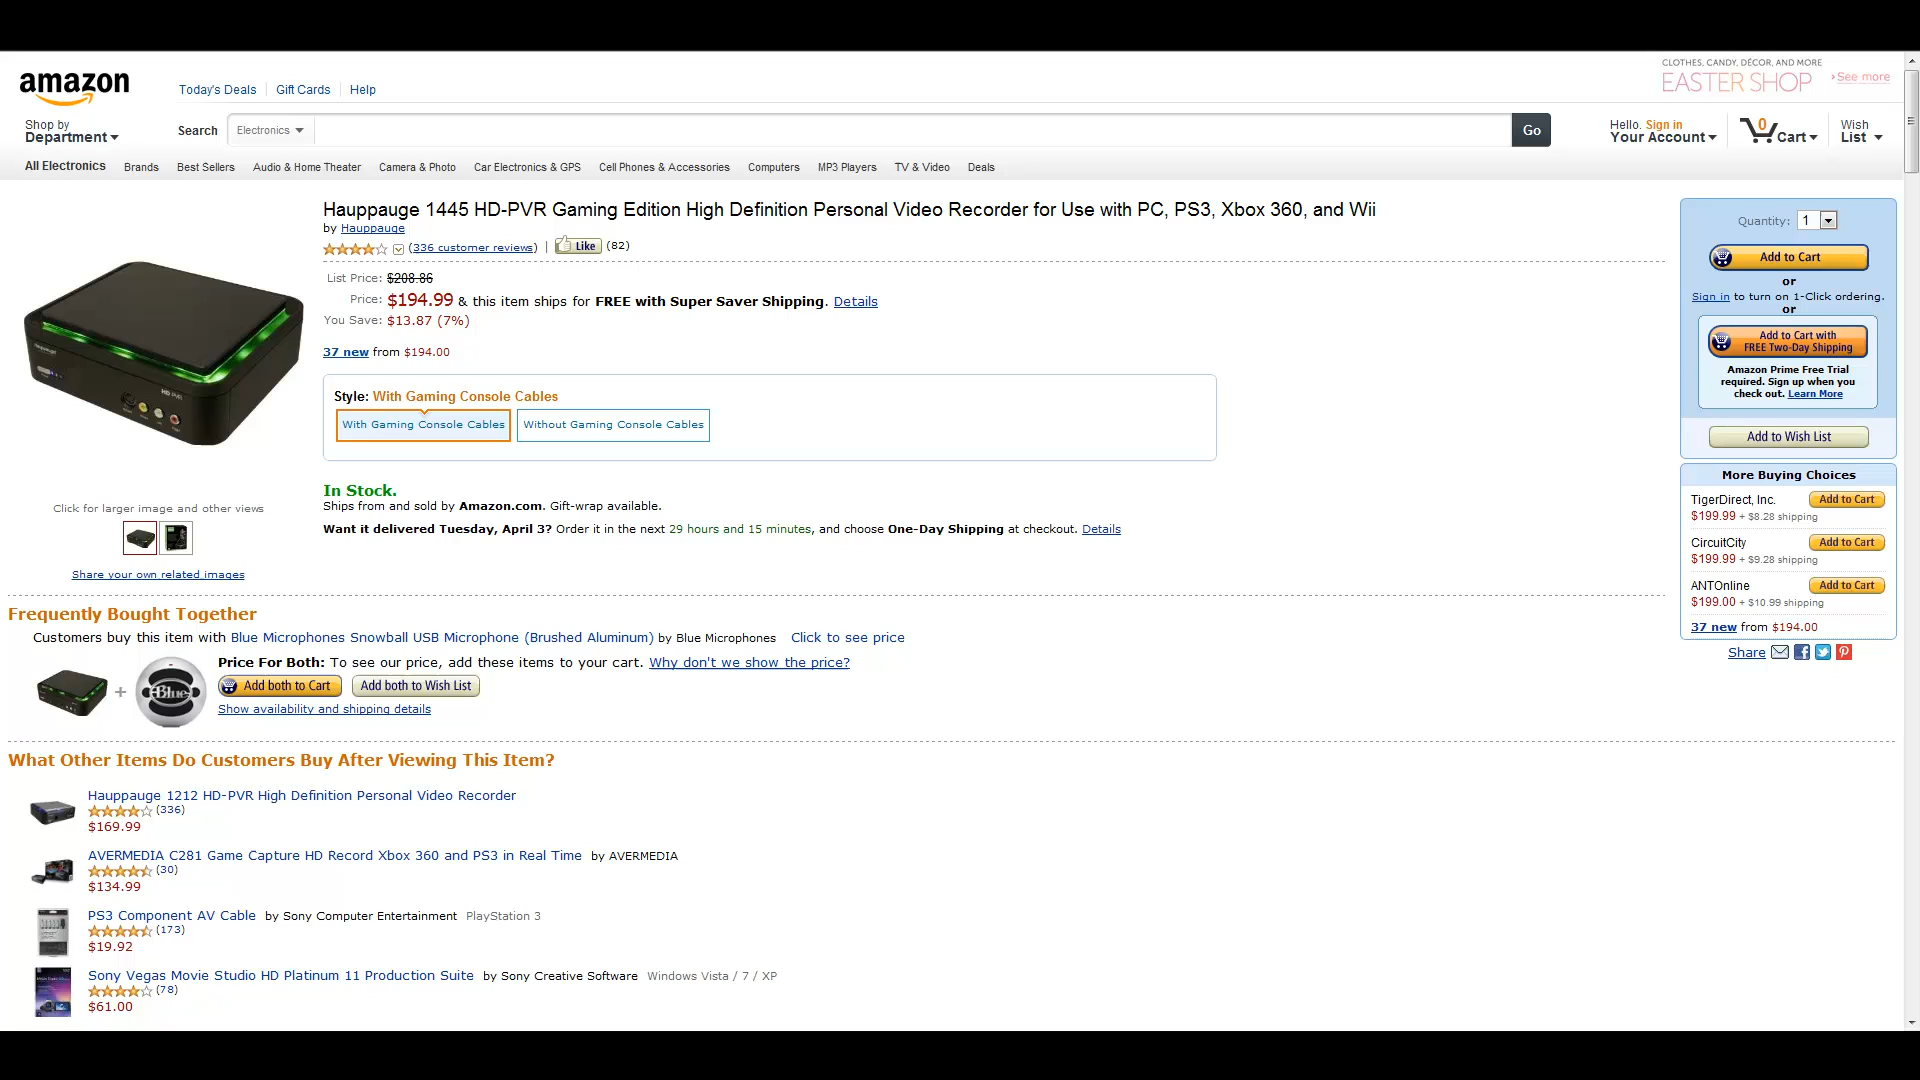 CLOTHES, CANDY, DÉCOR, AND MORE
EASTER SHOP
See more
amazon
Today's Deals
Gift Cards
Help
Shop by
Department
Search
Electronics
Go
Hello. Sign in
Your Account
0
Cart
Wish
List
All Electronics
Brands
Best Sellers
Audio & Home Theater
Camera & Photo
Car Electronics & GPS
Cell Phones & Accessories
Computers
MP3 Players
TV & Video
Deals
Hauppauge 1445 HD-PVR Gaming Edition High Definition Personal Video Recorder for Use with PC, PS3, Xbox 360, and Wii
by Hauppauge
(336 customer reviews) | Like (82)
List Price: $208.86
Price: $194.99 & this item ships for FREE with Super Saver Shipping. Details
You Save: $13.87 (7%)
37 new from $194.00
Style: With Gaming Console Cables
With Gaming Console Cables
Without Gaming Console Cables
In Stock.
Ships from and sold by Amazon.com. Gift-wrap available.
Want it delivered Tuesday, April 3? Order it in the next 29 hours and 15 minutes, and choose One-Day Shipping at checkout. Details
HD PVR
Click for larger image and other views
Share your own related images
Quantity: 1
Add to Cart
or
Sign in to turn on 1-Click ordering.
or
Add to Cart with
FREE Two-Day Shipping
Amazon Prime Free Trial
required. Sign up when you
check out. Learn More
Add to Wish List
More Buying Choices
TigerDirect, Inc.
Add to Cart
$199.99 + $8.28 shipping
CircuitCity
Add to Cart
$199.99 + $9.28 shipping
ANTOnline
Add to Cart
$199.00 + $10.99 shipping
37 new from $194.00
Share
Frequently Bought Together
Customers buy this item with Blue Microphones Snowball USB Microphone (Brushed Aluminum) by Blue Microphones Click to see price
+
Blue
Price For Both: To see our price, add these items to your cart. Why don't we show the price?
Add both to Cart
Add both to Wish List
Show availability and shipping details
What Other Items Do Customers Buy After Viewing This Item?
Hauppauge 1212 HD-PVR High Definition Personal Video Recorder
(336)
$169.99
AVERMEDIA C281 Game Capture HD Record Xbox 360 and PS3 in Real Time by AVERMEDIA
(30)
$134.99
PS3 Component AV Cable by Sony Computer Entertainment PlayStation 3
(173)
$19.92
Sony Vegas Movie Studio HD Platinum 11 Production Suite by Sony Creative Software Windows Vista / 7 / XP
(78)
$61.00